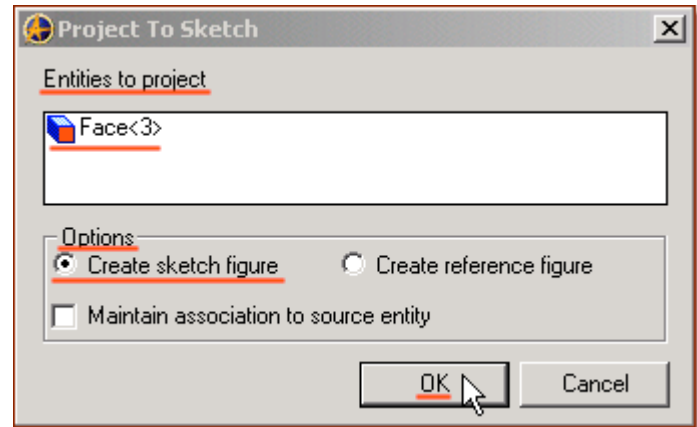 Project To Sketch
Entities to project
Face<3>
Options
Create sketch figure Create reference figure
Maintain association to source entity
OK Cancel